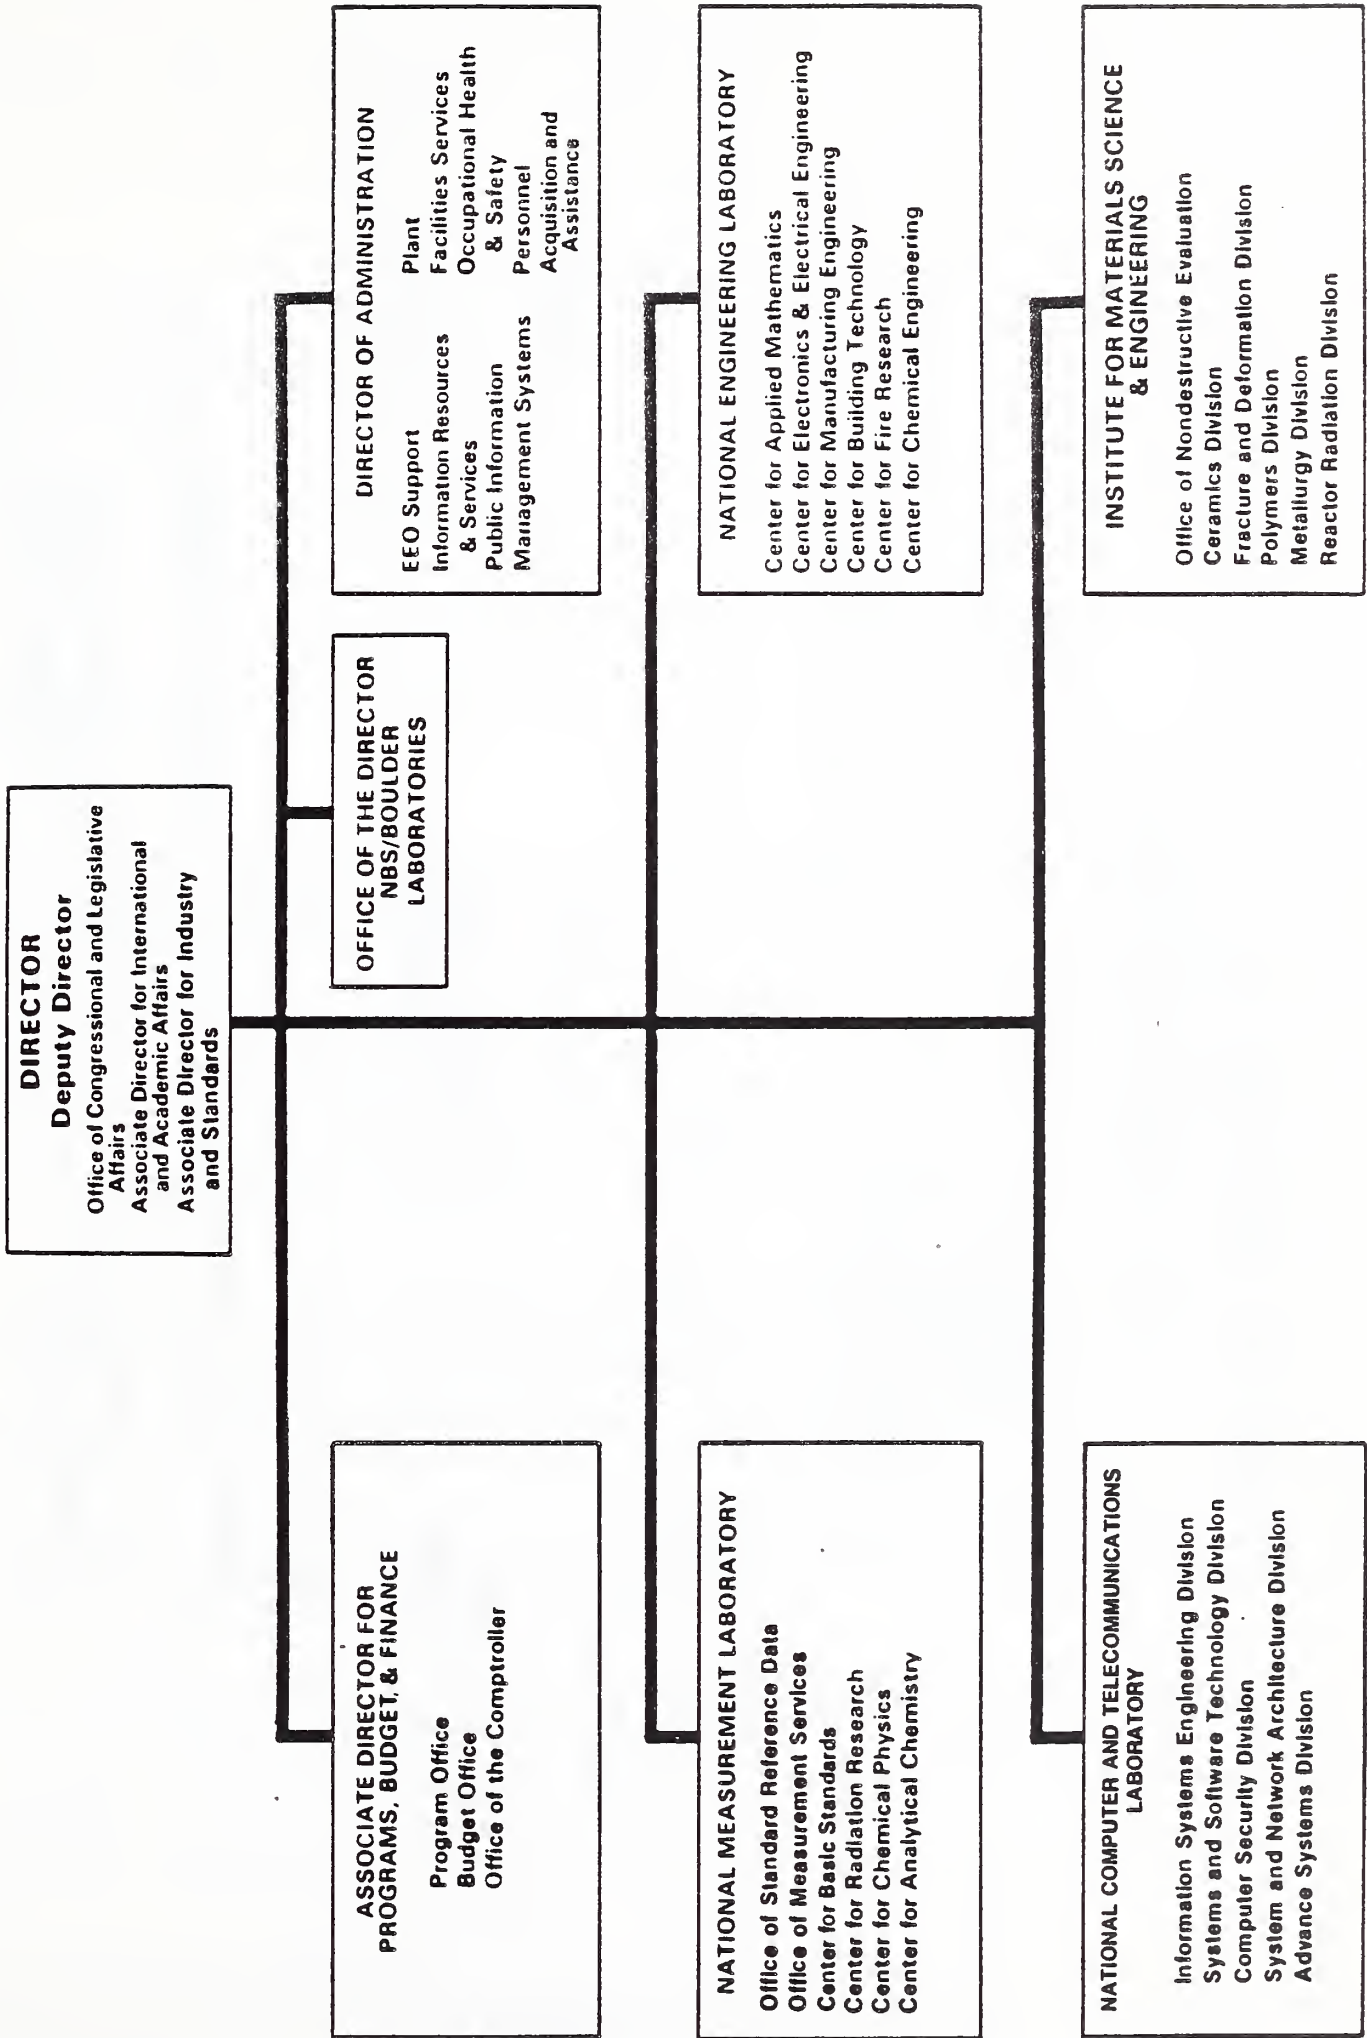 DIRECTOR
Deputy Director
Office of Congressional and Legislative
Affairs
Associate Director for International
and Academic Affairs
Associate Director for Industry
and Standards
ASSOCIATE DIRECTOR FOR
PROGRAMS, BUDGET, & FINANCE
Program Office
Budget Office
Office of the Comptroller
OFFICE OF THE DIRECTOR
NBS/BOULDER
LABORATORIES
DIRECTOR OF ADMINISTRATION
EEO Support
Information Resources
& Services
Public Information
Management Systems
Plant
Facilities Services
Occupational Health
& Safety
Personnel
Acquisition and
Assistance
NATIONAL MEASUREMENT LABORATORY
Office of Standard Reference Data
Office of Measurement Services
Center for Basic Standards
Center for Radiation Research
Center for Chemical Physics
Center for Analytical Chemistry
NATIONAL ENGINEERING LABORATORY
Center for Applied Mathematics
Center for Electronics & Electrical Engineering
Center for Manufacturing Engineering
Center for Building Technology
Center for Fire Research
Center for Chemical Engineering
NATIONAL COMPUTER AND TELECOMMUNICATIONS
LABORATORY
Information Systems Engineering Division
Systems and Software Technology Division
Computer Security Division
System and Network Architecture Division
Advance Systems Division
INSTITUTE FOR MATERIALS SCIENCE
& ENGINEERING
Office of Nondestructive Evaluation
Ceramics Division
Fracture and Deformation Division
Polymers Division
Metallurgy Division
Reactor Radiation Division